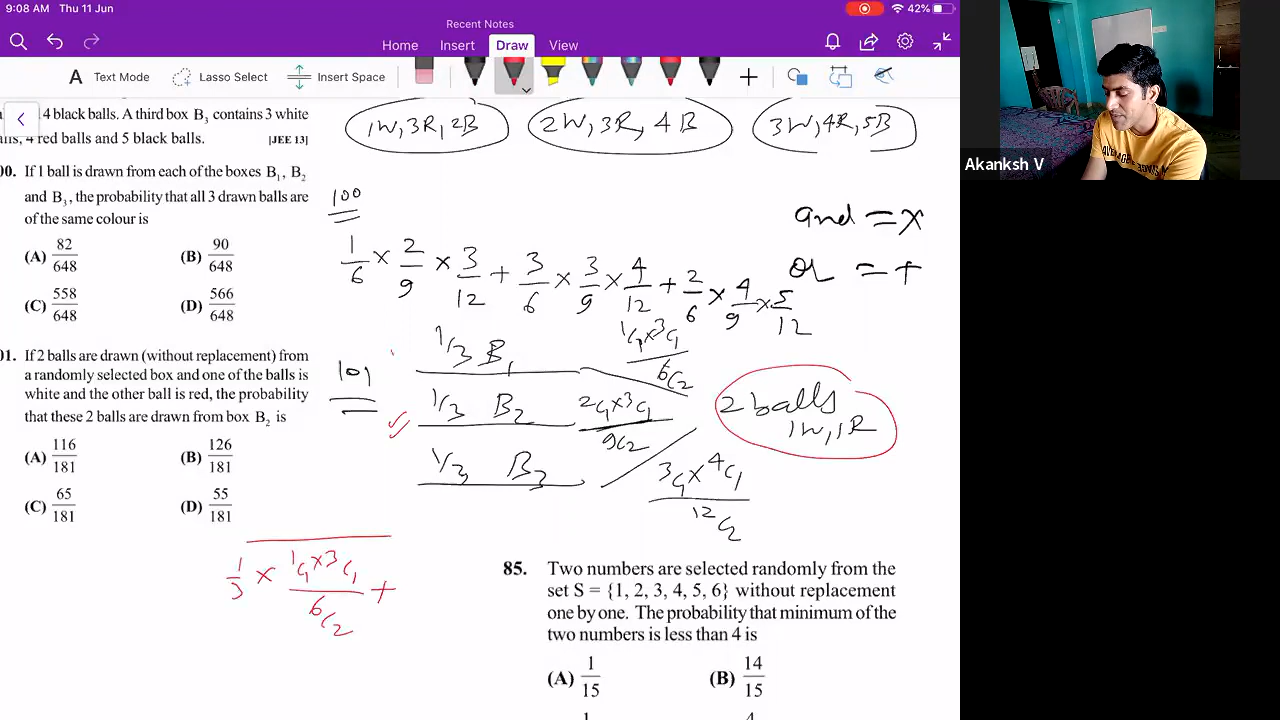 9:08 AM Thu 11 Jun
42%
Recent Notes
Home Insert Draw View
A Text Mode Lasso Select Insert Space
4 black balls. A third box B₃ contains 3 white
4 red balls and 5 black balls. [JEE 13]
1W, 3R, 2B
2W, 3R, 4B
3W, 4R, 5B
00. If 1 ball is drawn from each of the boxes B₁, B₂
and B₃, the probability that all 3 drawn balls are
of the same colour is
(A) 82/648 (B) 90/648
(C) 558/648 (D) 566/648
100
and = x
or = +
1/6 × 2/9 × 3/12 + 3/6 × 3/9 × 4/12 + 2/6 × 4/9 × 5/12
01. If 2 balls are drawn (without replacement) from
a randomly selected box and one of the balls is
white and the other ball is red, the probability
that these 2 balls are drawn from box B₂ is
(A) 116/181 (B) 126/181
(C) 65/181 (D) 55/181
101
1/3 B₁ ¹C₁×³C₁/⁶C₂
1/3 B₂ ²C₁×³C₁/9C₂
1/3 B₃ ³C₁×⁴C₁/¹²C₂
2 balls
1W, 1R
1/3 × ¹C₁×³C₁/⁶C₂ +
85. Two numbers are selected randomly from the
set S = {1, 2, 3, 4, 5, 6} without replacement
one by one. The probability that minimum of the
two numbers is less than 4 is
(A) 1/15 (B) 14/15
1 4
Akanksh V